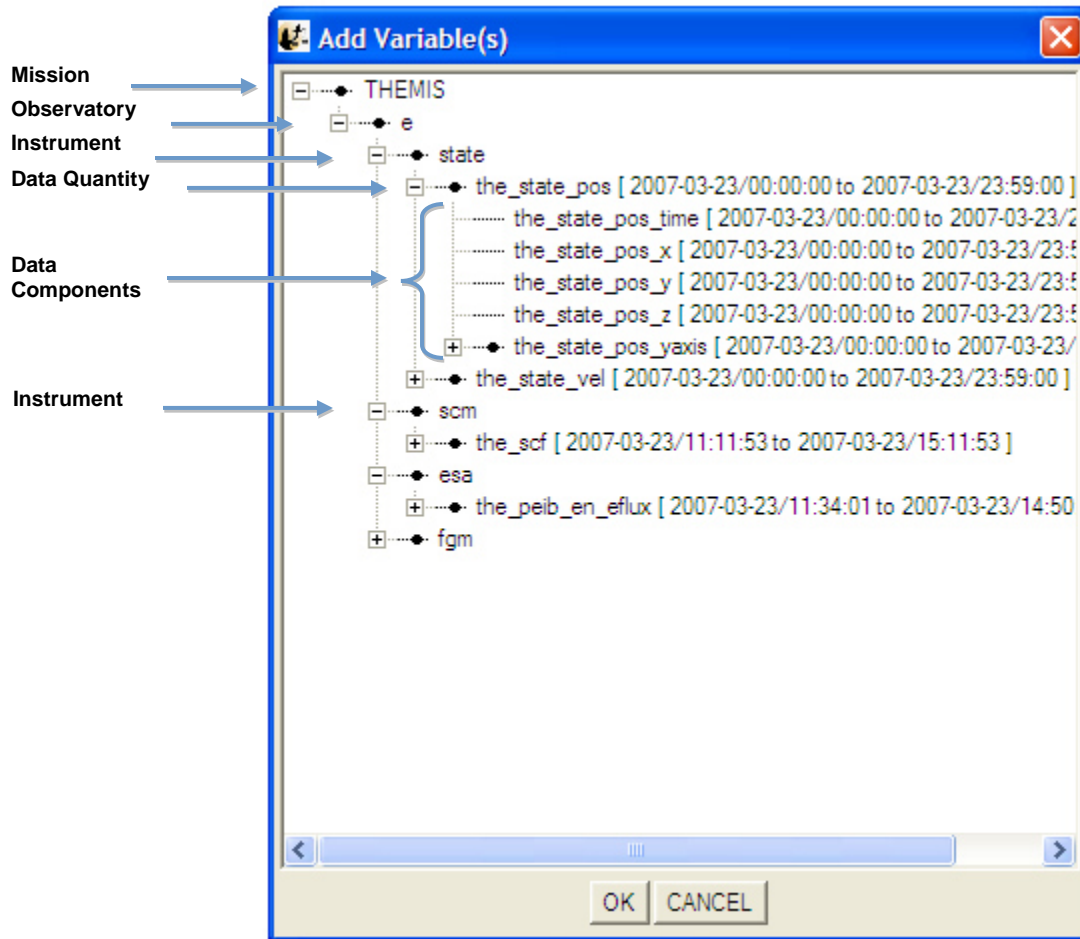 Add Variable(s)
Mission
THEMIS
Observatory
e
Instrument
state
Data Quantity
the_state_pos [ 2007-03-23/00:00:00 to 2007-03-23/23:59:00 ]
the_state_pos_time [ 2007-03-23/00:00:00 to 2007-03-23/2
the_state_pos_x [ 2007-03-23/00:00:00 to 2007-03-23/23:5
Data
Components
the_state_pos_y [ 2007-03-23/00:00:00 to 2007-03-23/23:5
the_state_pos_z [ 2007-03-23/00:00:00 to 2007-03-23/23:5
the_state_pos_yaxis [ 2007-03-23/00:00:00 to 2007-03-23/
the_state_vel [ 2007-03-23/00:00:00 to 2007-03-23/23:59:00 ]
Instrument
scm
the_scf [ 2007-03-23/11:11:53 to 2007-03-23/15:11:53 ]
esa
the_peib_en_eflux [ 2007-03-23/11:34:01 to 2007-03-23/14:50
fgm
OK
CANCEL